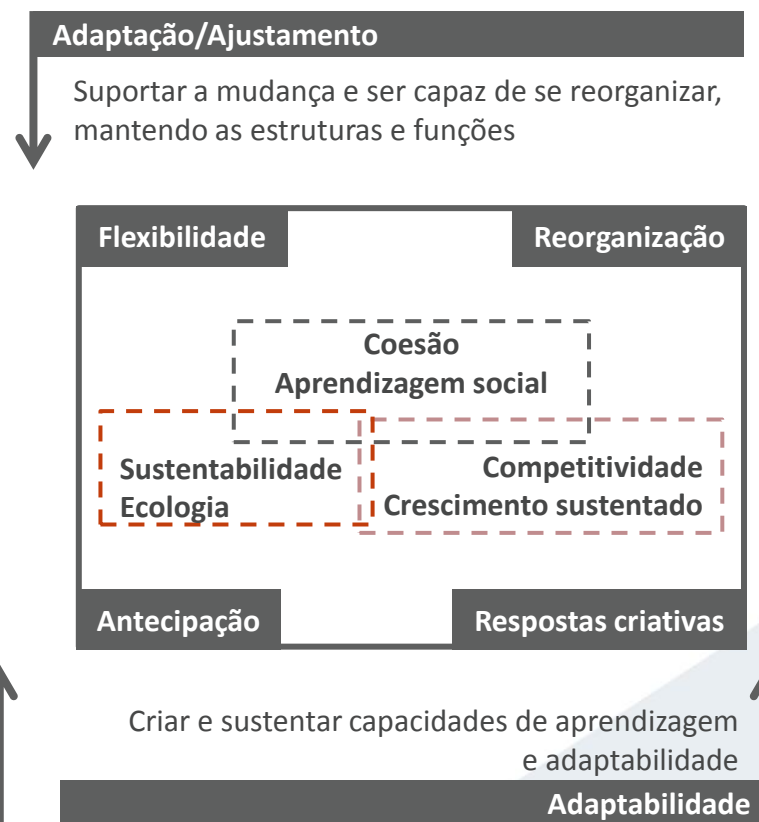 Adaptação/Ajustamento
Suportar a mudança e ser capaz de se reorganizar,
mantendo as estruturas e funções
Flexibilidade
Reorganização
Coesão
Aprendizagem social
Sustentabilidade
Ecologia
Competitividade
Crescimento sustentado
Antecipação
Respostas criativas
Criar e sustentar capacidades de aprendizagem
e adaptabilidade
Adaptabilidade